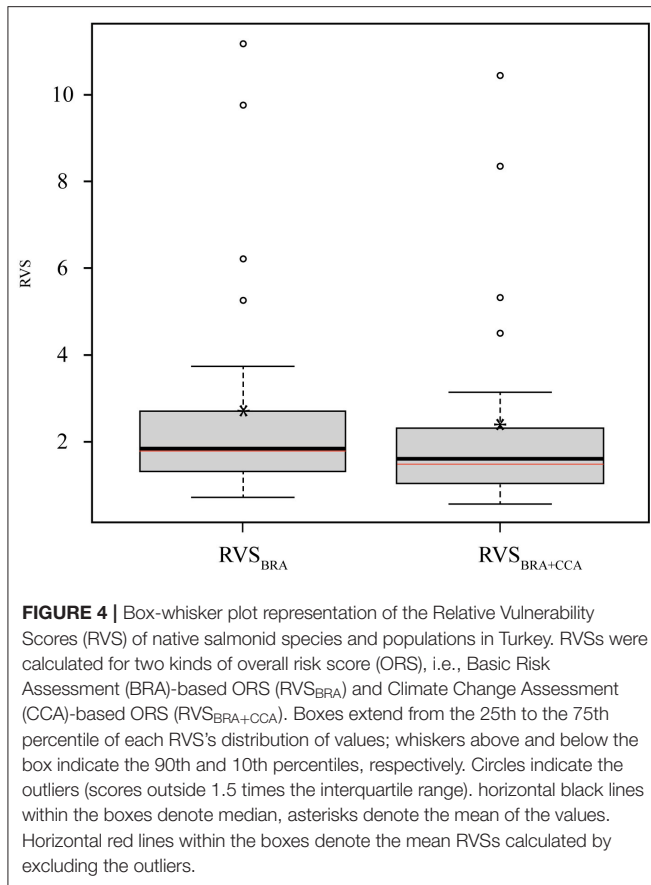 10
8
6
4
2
RVS
RVS_BRA
RVS_BRA+CCA
FIGURE 4 | Box-whisker plot representation of the Relative Vulnerability
Scores (RVS) of native salmonid species and populations in Turkey. RVSs were
calculated for two kinds of overall risk score (ORS), i.e., Basic Risk
Assessment (BRA)-based ORS (RVS_BRA) and Climate Change Assessment
(CCA)-based ORS (RVS_BRA+CCA). Boxes extend from the 25th to the 75th
percentile of each RVS's distribution of values; whiskers above and below the
box indicate the 90th and 10th percentiles, respectively. Circles indicate the
outliers (scores outside 1.5 times the interquartile range). horizontal black lines
within the boxes denote median, asterisks denote the mean of the values.
Horizontal red lines within the boxes denote the mean RVSs calculated by
excluding the outliers.